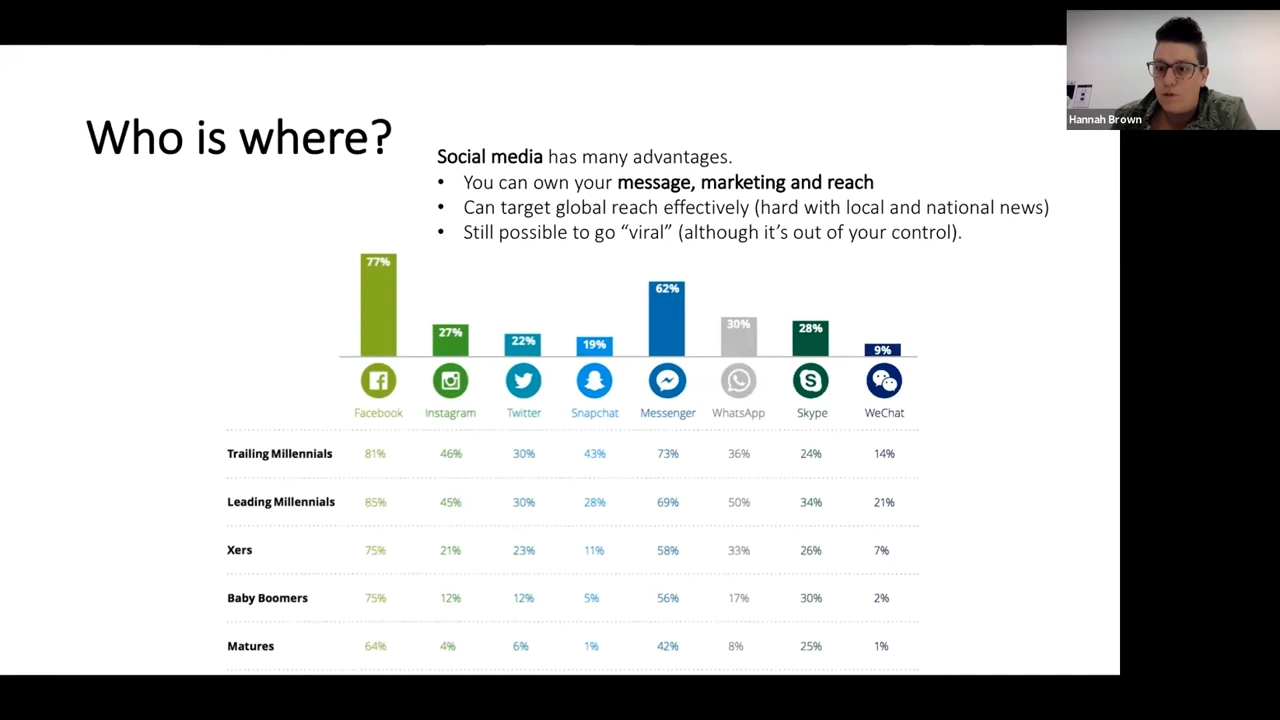 Hannah Brown
Who is where?
Social media has many advantages.
• You can own your message, marketing and reach
• Can target global reach effectively (hard with local and national news)
• Still possible to go “viral” (although it’s out of your control).
77% 27% 22% 19% 62% 30% 28% 9%
Facebook Instagram Twitter Snapchat Messenger WhatsApp Skype WeChat
Trailing Millennials 81% 46% 30% 43% 73% 36% 24% 14%
Leading Millennials 85% 45% 30% 28% 69% 50% 34% 21%
Xers 75% 21% 23% 11% 58% 33% 26% 7%
Baby Boomers 75% 12% 12% 5% 56% 17% 30% 2%
Matures 64% 4% 6% 1% 42% 8% 25% 1%